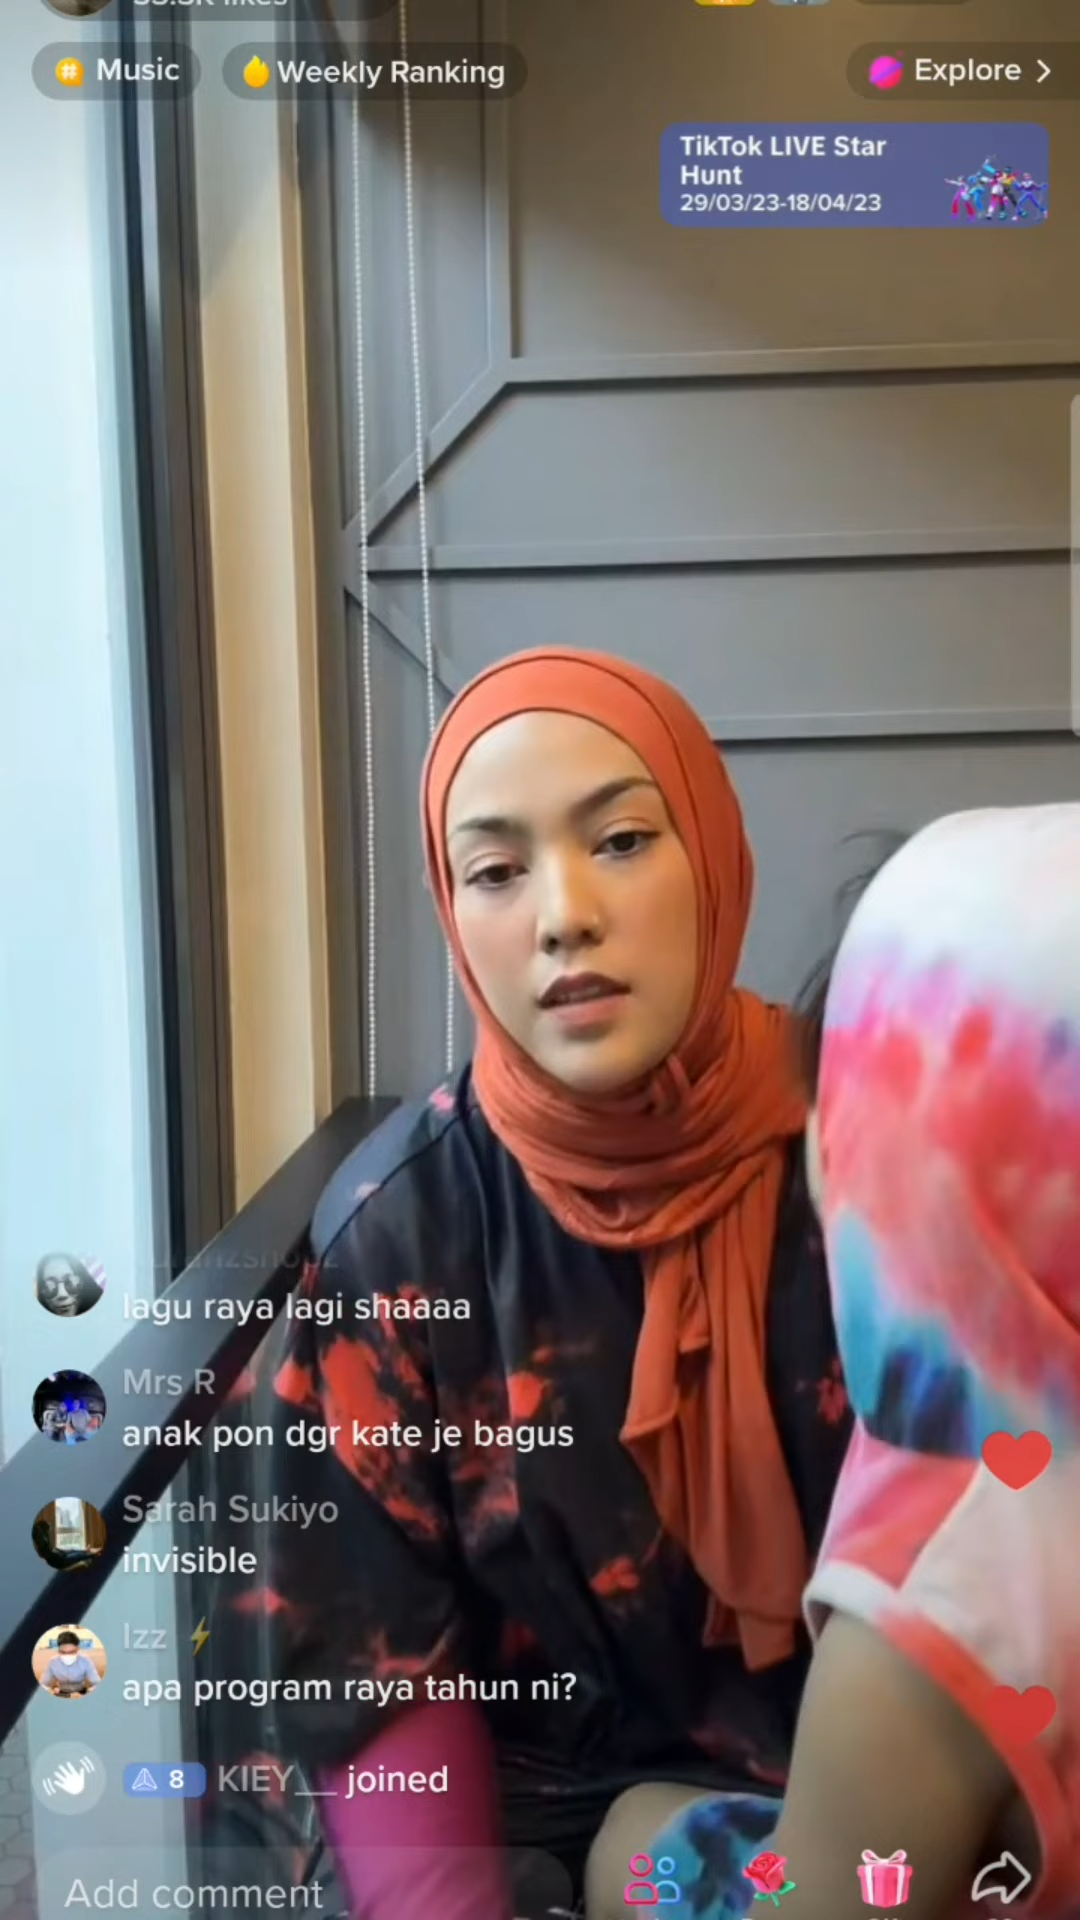 Music
Weekly Ranking
Explore >
TikTok LIVE Star
Hunt
29/03/23-18/04/23
lagu raya lagi shaaaa
Mrs R
anak pon dgr kate je bagus
Sarah Sukiyo
invisible
Izz ⚡
apa program raya tahun ni?
8 KIEY__ joined
Add comment